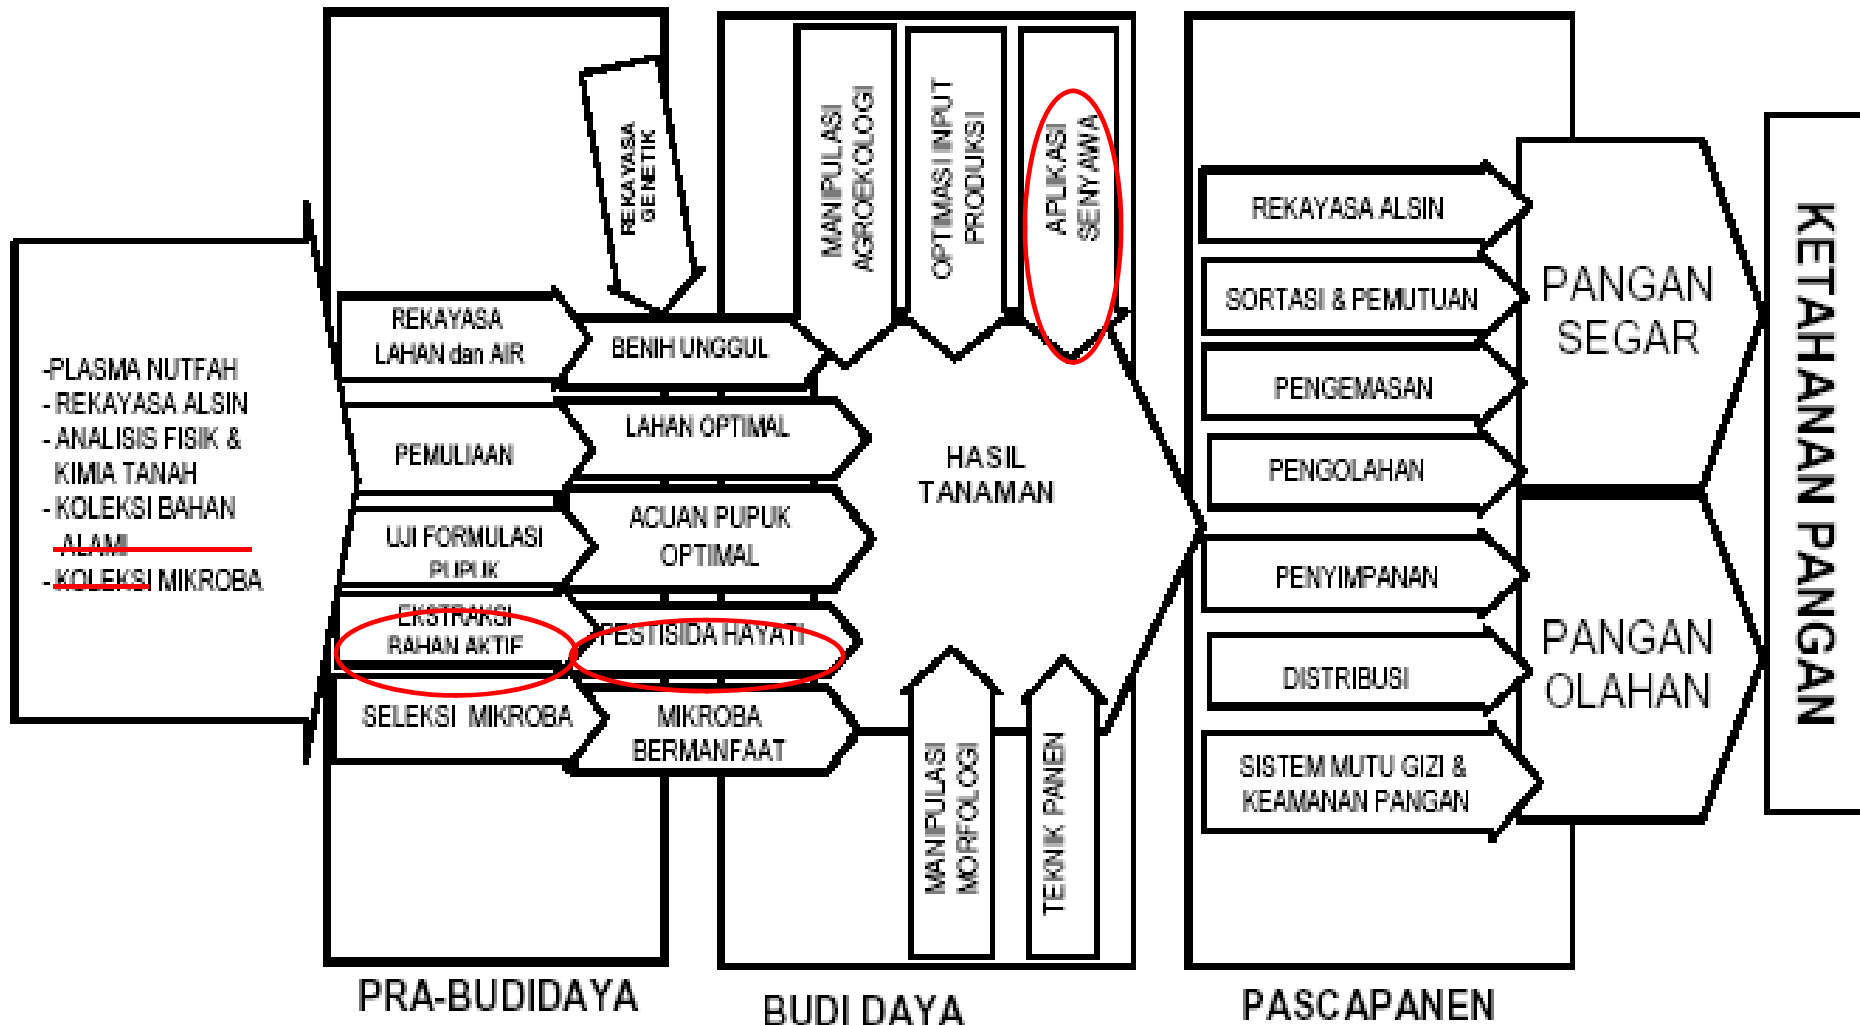 -PLASMA NUTFAH
- REKAYASA ALSIN
- ANALISIS FISIK &
KIMIA TANAH
- KOLEKSI BAHAN
ALAMI
- KOLEKSI MIKROBA
REKAYASA
LAHAN dan AIR
PEMULIAAN
UJI FORMULASI
PUPUK
EKSTRAKSI
BAHAN AKTIF
SELEKSI MIKROBA
REKAYASA
GENETIK
BENIH UNGGUL
LAHAN OPTIMAL
ACUAN PUPUK
OPTIMAL
PESTISIDA HAYATI
MIKROBA
BERMANFAAT
PRA-BUDIDAYA
MANIPULASI
AGROEKOLOGI
OPTIMASI INPUT
PRODUKSI
APLIKASI
SENYAWA
HASIL
TANAMAN
MANIPULASI
MORFOLOGI
TEKNIK PANEN
BUDI DAYA
REKAYASA ALSIN
SORTASI & PEMUTUAN
PENGEMASAN
PENGOLAHAN
PENYIMPANAN
DISTRIBUSI
SISTEM MUTU GIZI &
KEAMANAN PANGAN
PASCAPANEN
PANGAN
SEGAR
PANGAN
OLAHAN
KETAHANAN PANGAN